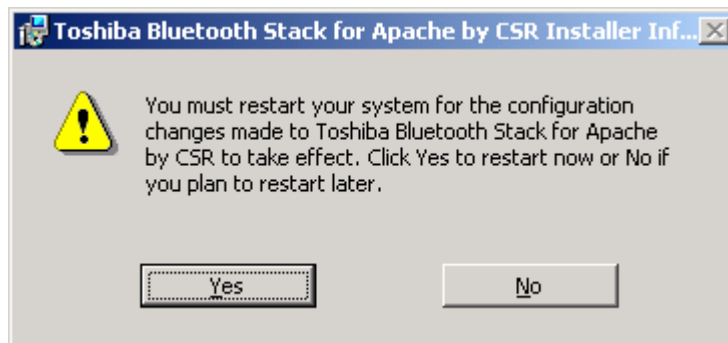 Toshiba Bluetooth Stack for Apache by CSR Installer Inf...
You must restart your system for the configuration
changes made to Toshiba Bluetooth Stack for Apache
by CSR to take effect. Click Yes to restart now or No if
you plan to restart later.
Yes
No